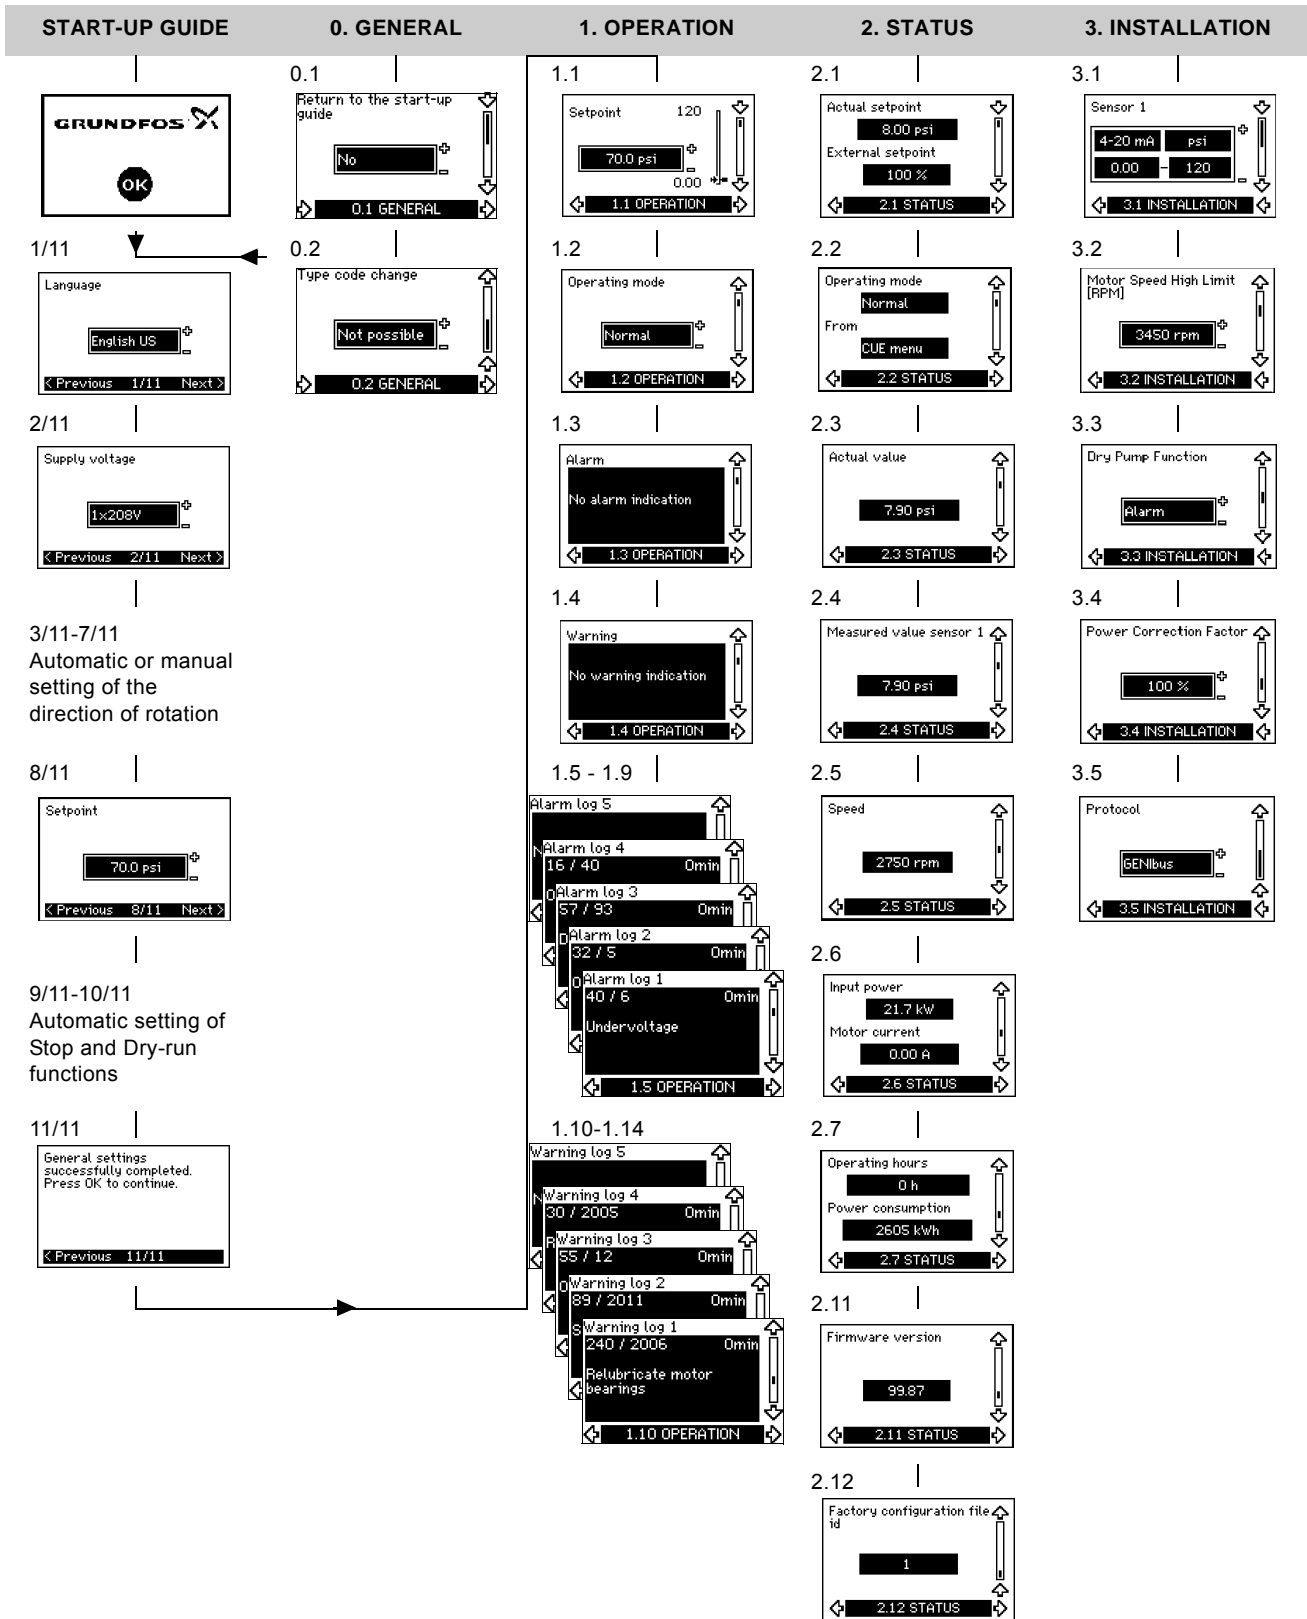 START-UP GUIDE
0. GENERAL
1. OPERATION
2. STATUS
3. INSTALLATION
GRUNDFOS
OK
1/11
Language
English US
+
-
< Previous 1/11 Next >
2/11
Supply voltage
1x208V
+
-
< Previous 2/11 Next >
3/11-7/11
Automatic or manual
setting of the
direction of rotation
8/11
Setpoint
70.0 psi
+
-
< Previous 8/11 Next >
9/11-10/11
Automatic setting of
Stop and Dry-run
functions
11/11
General settings
successfully completed.
Press OK to continue.
< Previous 11/11
0.1
Return to the start-up
guide
No
+
-
0.1 GENERAL
0.2
Type code change
Not possible
+
-
0.2 GENERAL
1.1
Setpoint 120
70.0 psi
+
-
0.00
1.1 OPERATION
1.2
Operating mode
Normal
+
-
1.2 OPERATION
1.3
Alarm
No alarm indication
1.3 OPERATION
1.4
Warning
No warning indication
1.4 OPERATION
1.5 - 1.9
Alarm log 5
N
Alarm log 4
16 / 40 0min
O
Alarm log 3
57 / 93 0min
D
Alarm log 2
32 / 5 0min
O
Alarm log 1
40 / 6 0min
Undervoltage
1.5 OPERATION
1.10-1.14
Warning log 5
N
Warning log 4
30 / 2005 0min
R
Warning log 3
55 / 12 0min
O
Warning log 2
89 / 2011 0min
S
Warning log 1
240 / 2006 0min
Relubricate motor
bearings
1.10 OPERATION
2.1
Actual setpoint
8.00 psi
External setpoint
100 %
2.1 STATUS
2.2
Operating mode
Normal
From
CUE menu
2.2 STATUS
2.3
Actual value
7.90 psi
2.3 STATUS
2.4
Measured value sensor 1
7.90 psi
2.4 STATUS
2.5
Speed
2750 rpm
2.5 STATUS
2.6
Input power
21.7 kW
Motor current
0.00 A
2.6 STATUS
2.7
Operating hours
0 h
Power consumption
2605 kWh
2.7 STATUS
2.11
Firmware version
99.87
2.11 STATUS
2.12
Factory configuration file
id
1
2.12 STATUS
3.1
Sensor 1
4-20 mA psi
+
0.00 - 120
-
3.1 INSTALLATION
3.2
Motor Speed High Limit
[RPM]
3450 rpm
+
-
3.2 INSTALLATION
3.3
Dry Pump Function
Alarm
+
-
3.3 INSTALLATION
3.4
Power Correction Factor
100 %
+
-
3.4 INSTALLATION
3.5
Protocol
GENIbus
+
-
3.5 INSTALLATION